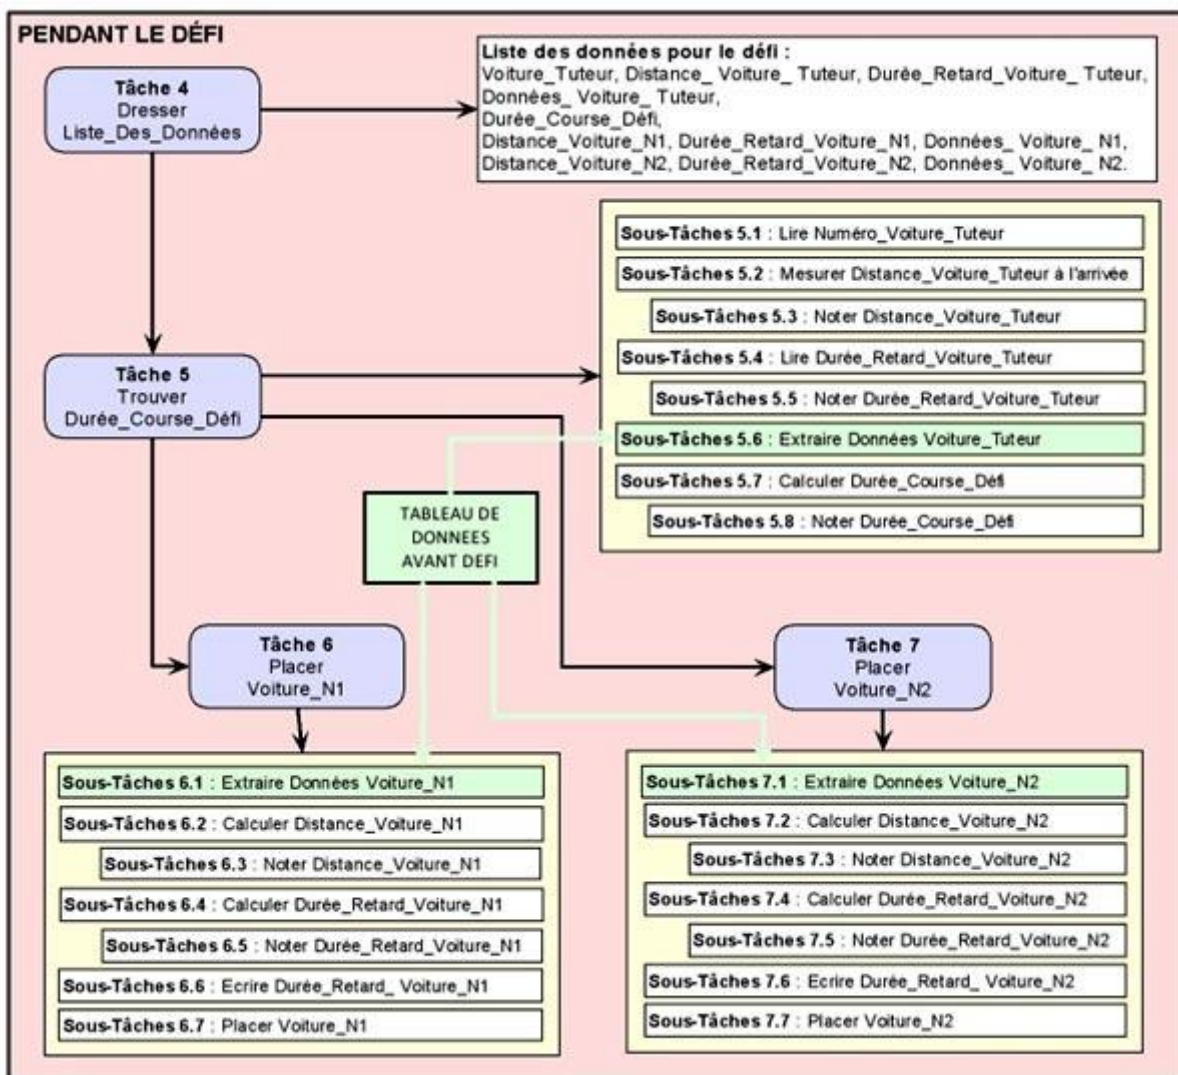 PENDANT LE DÉFI
Tâche 4
Dresser
Liste_Des_Données
Liste des données pour le défi :
Voiture_Tuteur, Distance_ Voiture_ Tuteur, Durée_Retard_Voiture_ Tuteur,
Données_ Voiture_ Tuteur,
Durée_Course_Défi,
Distance_Voiture_N1, Durée_Retard_Voiture_N1, Données_ Voiture_ N1,
Distance_Voiture_N2, Durée_Retard_Voiture_N2, Données_ Voiture_ N2.
Tâche 5
Trouver
Durée_Course_Défi
Sous-Tâches 5.1 : Lire Numéro_Voiture_Tuteur
Sous-Tâches 5.2 : Mesurer Distance_Voiture_Tuteur à l'arrivée
Sous-Tâches 5.3 : Noter Distance_Voiture_Tuteur
Sous-Tâches 5.4 : Lire Durée_Retard_Voiture_Tuteur
Sous-Tâches 5.5 : Noter Durée_Retard_Voiture_Tuteur
Sous-Tâches 5.6 : Extraire Données Voiture_Tuteur
Sous-Tâches 5.7 : Calculer Durée_Course_Défi
Sous-Tâches 5.8 : Noter Durée_Course_Défi
TABLEAU DE
DONNEES
AVANT DEFI
Tâche 6
Placer
Voiture_N1
Tâche 7
Placer
Voiture_N2
Sous-Tâches 6.1 : Extraire Données Voiture_N1
Sous-Tâches 6.2 : Calculer Distance_Voiture_N1
Sous-Tâches 6.3 : Noter Distance_Voiture_N1
Sous-Tâches 6.4 : Calculer Durée_Retard_Voiture_N1
Sous-Tâches 6.5 : Noter Durée_Retard_Voiture_N1
Sous-Tâches 6.6 : Ecrire Durée_Retard_ Voiture_N1
Sous-Tâches 6.7 : Placer Voiture_N1
Sous-Tâches 7.1 : Extraire Données Voiture_N2
Sous-Tâches 7.2 : Calculer Distance_Voiture_N2
Sous-Tâches 7.3 : Noter Distance_Voiture_N2
Sous-Tâches 7.4 : Calculer Durée_Retard_Voiture_N2
Sous-Tâches 7.5 : Noter Durée_Retard_Voiture_N2
Sous-Tâches 7.6 : Ecrire Durée_Retard_ Voiture_N2
Sous-Tâches 7.7 : Placer Voiture_N2